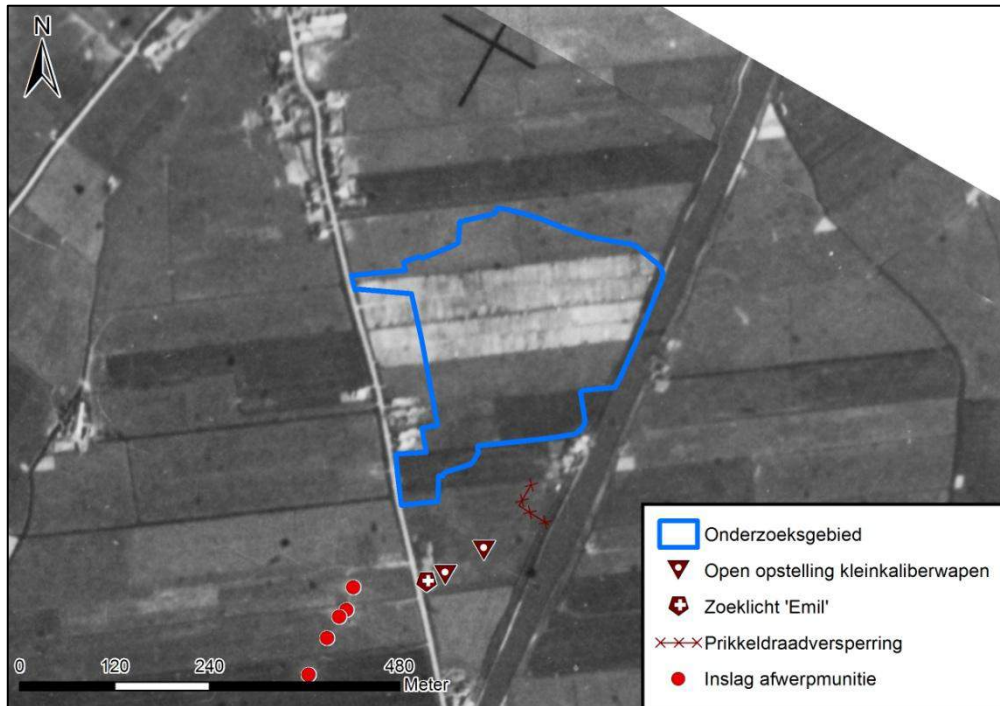 N
Onderzoeksgebied
Open opstelling kleinkaliberwapen
Zoeklicht 'Emil'
Prikkeldraadversperring
Inslag afwerpmunitie
0 120 240 480
Meter